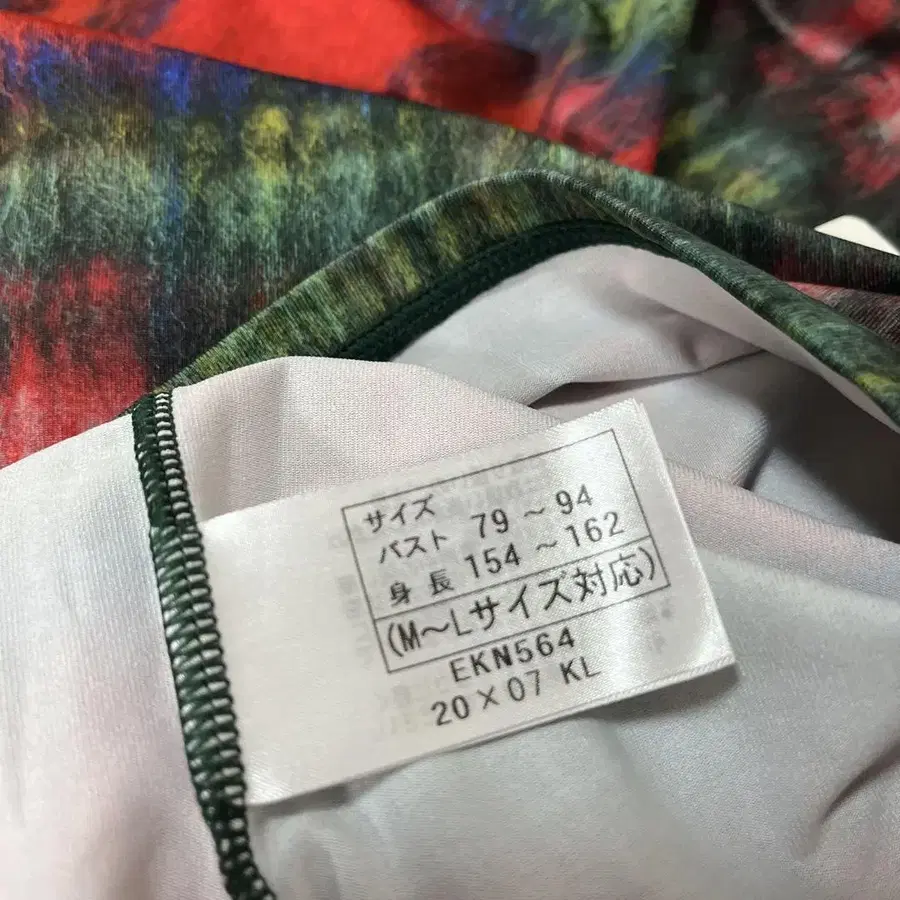 サイズ
バスト 79～94
身長 154～162
(M～Lサイズ対応)
EKN564
20×07 KL